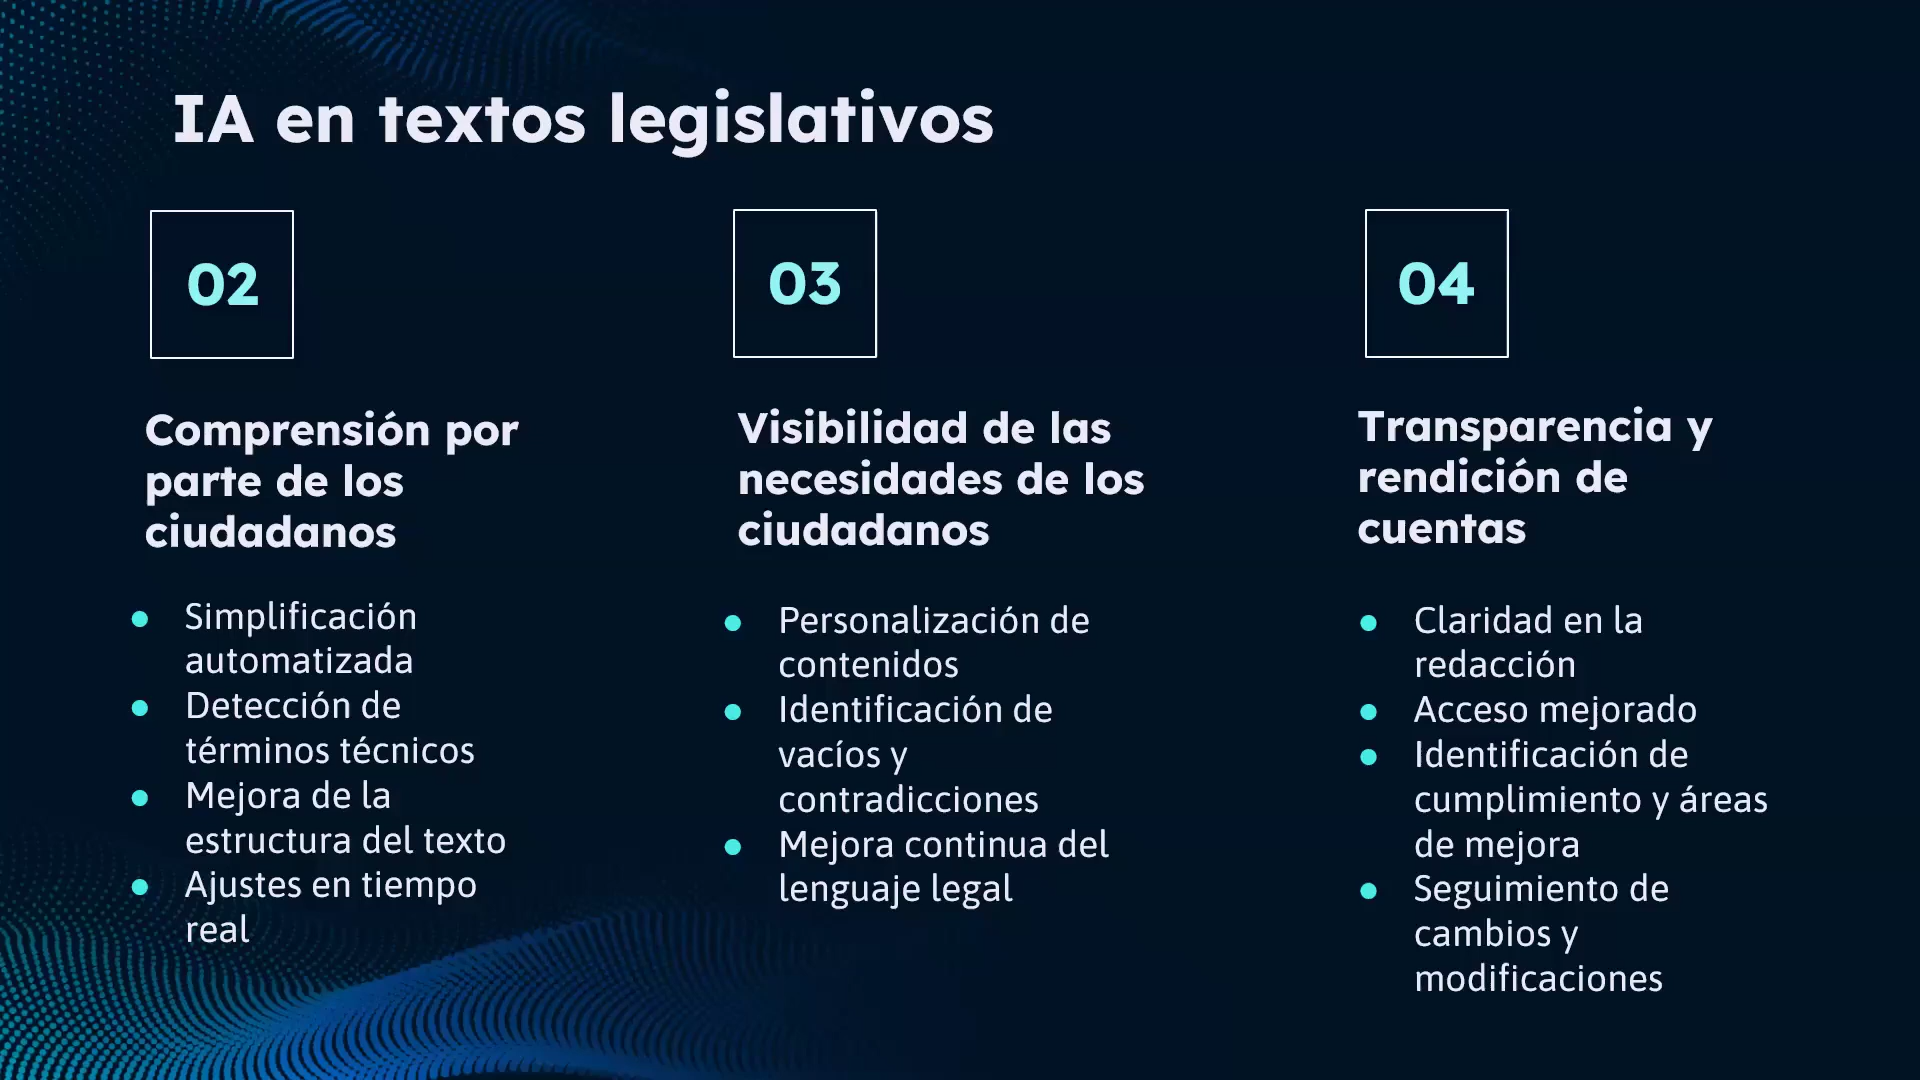 IA en textos legislativos
02
Comprensión por
parte de los
ciudadanos
● Simplificación
automatizada
● Detección de
términos técnicos
● Mejora de la
estructura del texto
● Ajustes en tiempo
real
03
Visibilidad de las
necesidades de los
ciudadanos
● Personalización de
contenidos
● Identificación de
vacíos y
contradicciones
● Mejora continua del
lenguaje legal
04
Transparencia y
rendición de
cuentas
● Claridad en la
redacción
● Acceso mejorado
● Identificación de
cumplimiento y áreas
de mejora
● Seguimiento de
cambios y
modificaciones